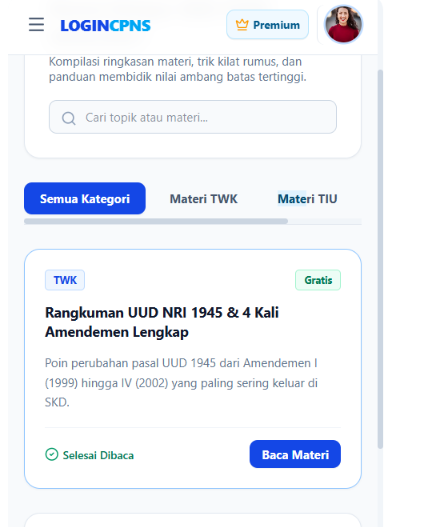 LOGINCPNS
Premium
Kompilasi ringkasan materi, trik kilat rumus, dan
panduan membidik nilai ambang batas tertinggi.
Cari topik atau materi...
Semua Kategori
Materi TWK
Materi TIU
TWK
Gratis
Rangkuman UUD NRI 1945 & 4 Kali
Amendemen Lengkap
Poin perubahan pasal UUD 1945 dari Amendemen I
(1999) hingga IV (2002) yang paling sering keluar di
SKD.
Selesai Dibaca
Baca Materi